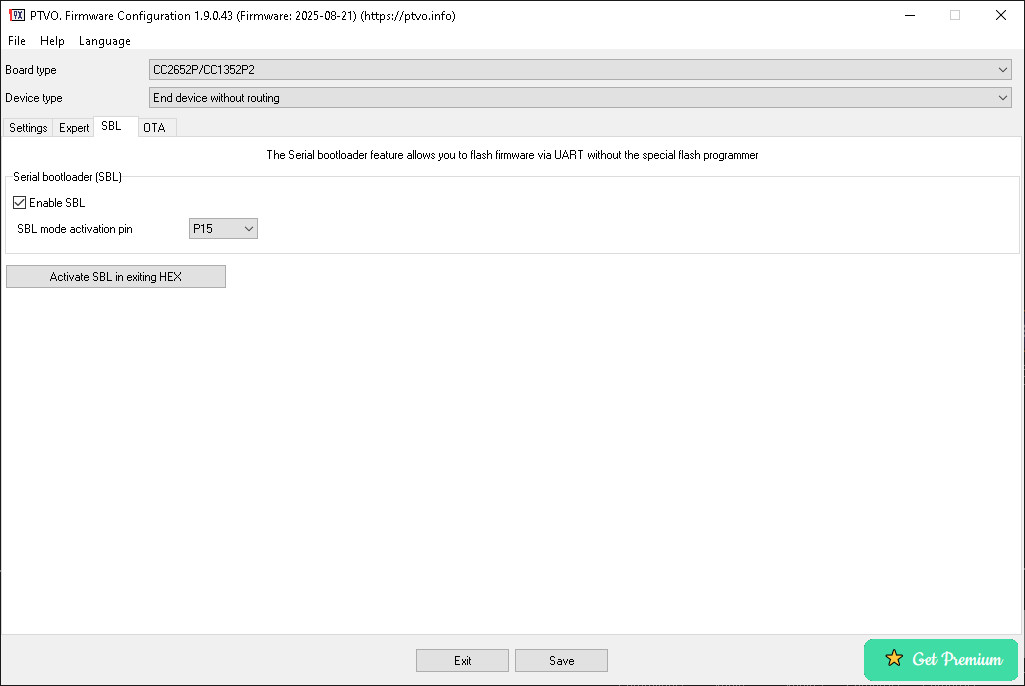 PTVO. Firmware Configuration 1.9.0.43 (Firmware: 2025-08-21) (https://ptvo.info)
File Help Language
Board type CC2652P/CC1352P2
Device type End device without routing
Settings Expert SBL OTA
The Serial bootloader feature allows you to flash firmware via UART without the special flash programmer
Serial bootloader (SBL)
Enable SBL
SBL mode activation pin P15
Activate SBL in exiting HEX
Exit Save Get Premium